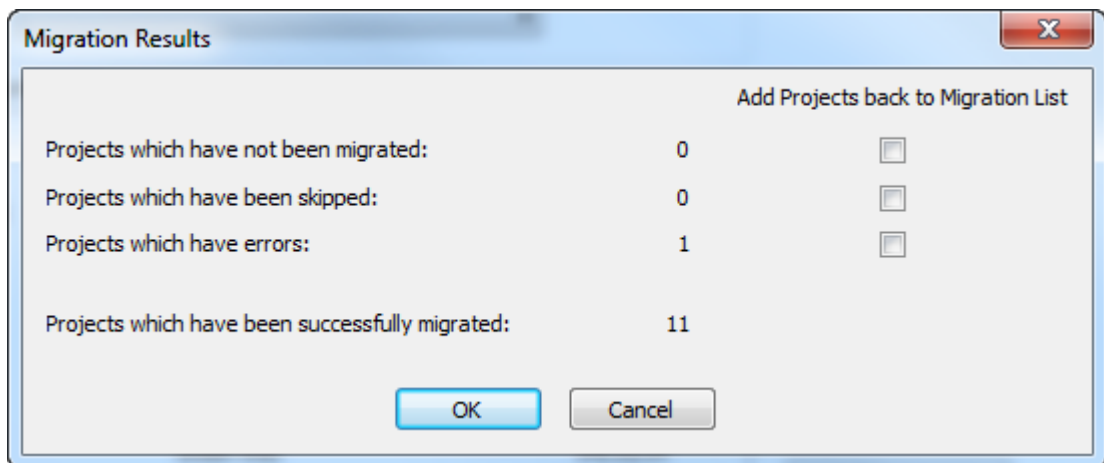 Migration Results
Add Projects back to Migration List
Projects which have not been migrated: 0
Projects which have been skipped: 0
Projects which have errors: 1
Projects which have been successfully migrated: 11
OK Cancel